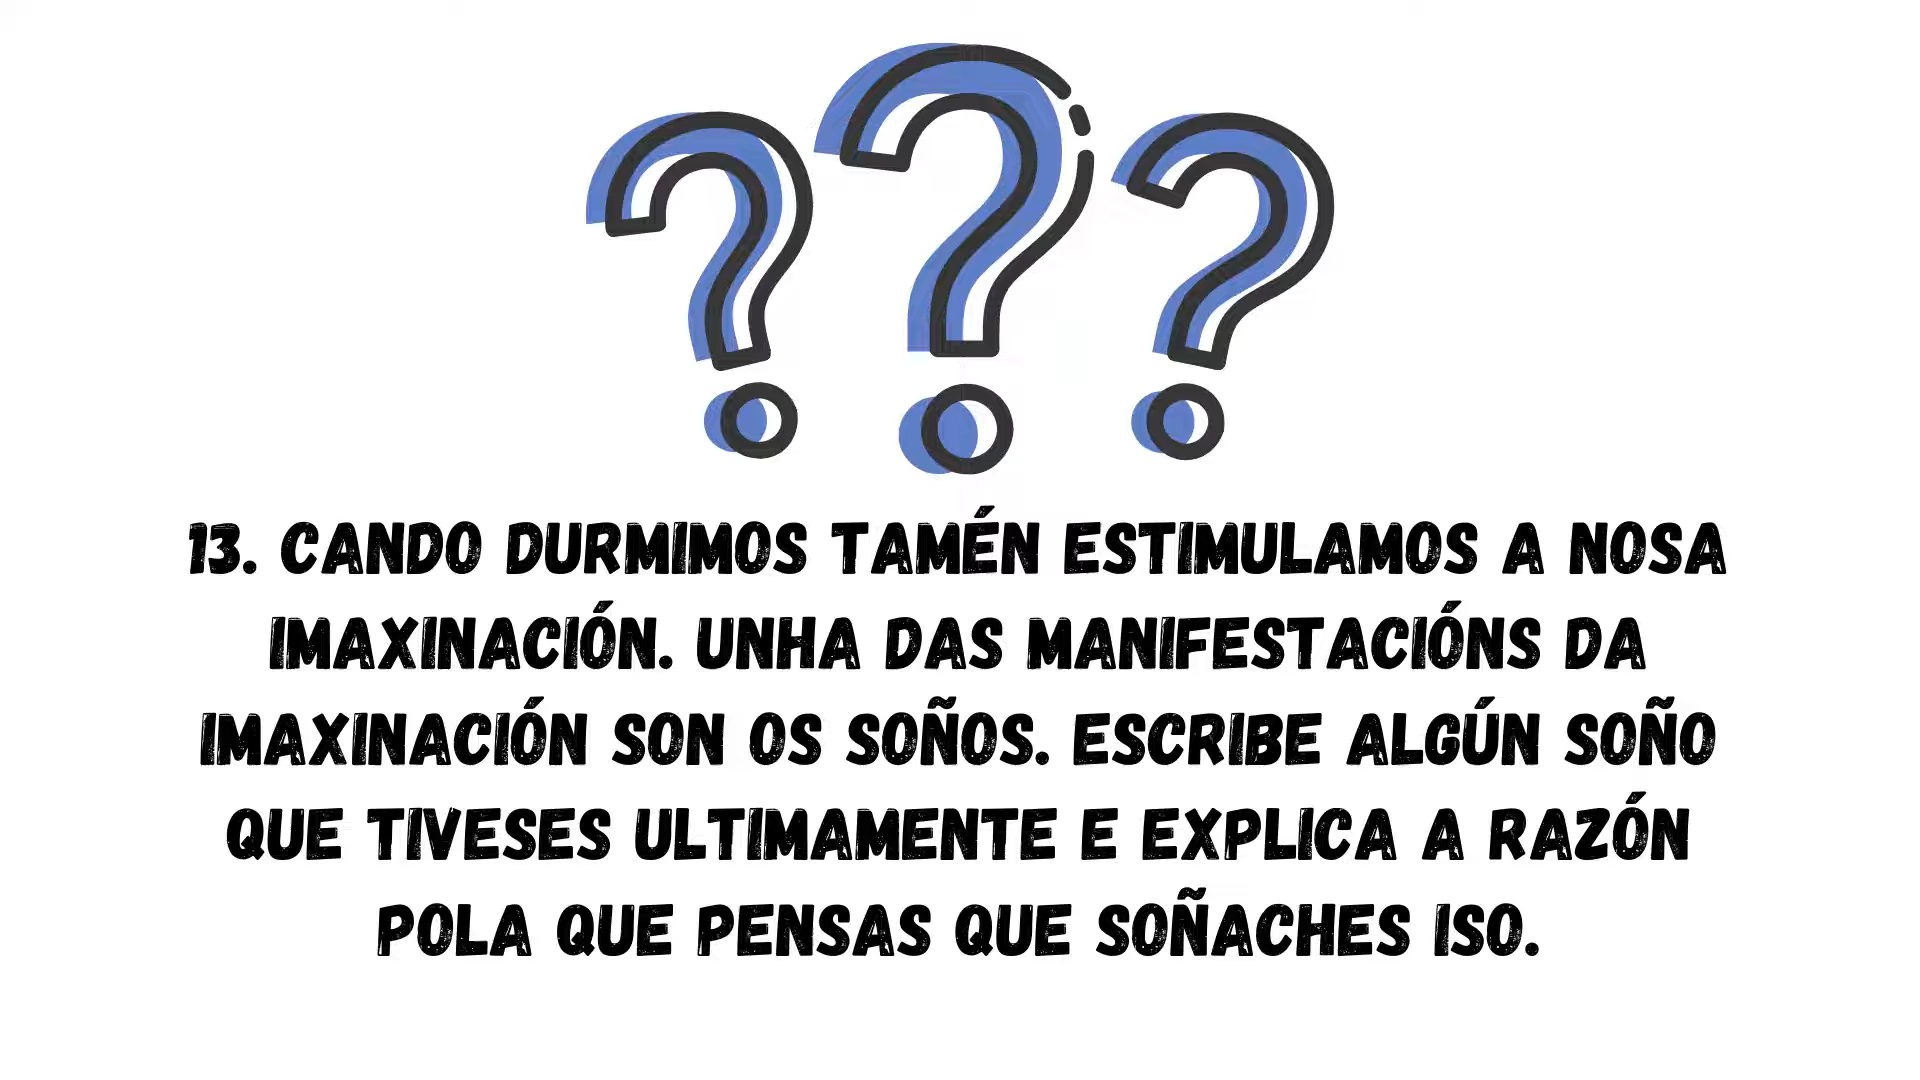 13. CANDO DURMIMOS TAMÉN ESTIMULAMOS A NOSA
IMAXINACIÓN. UNHA DAS MANIFESTACIÓNS DA
IMAXINACIÓN SON OS SOÑOS. ESCRIBE ALGÚN SOÑO
QUE TIVESES ULTIMAMENTE E EXPLICA A RAZÓN
POLA QUE PENSAS QUE SOÑACHES ISO.